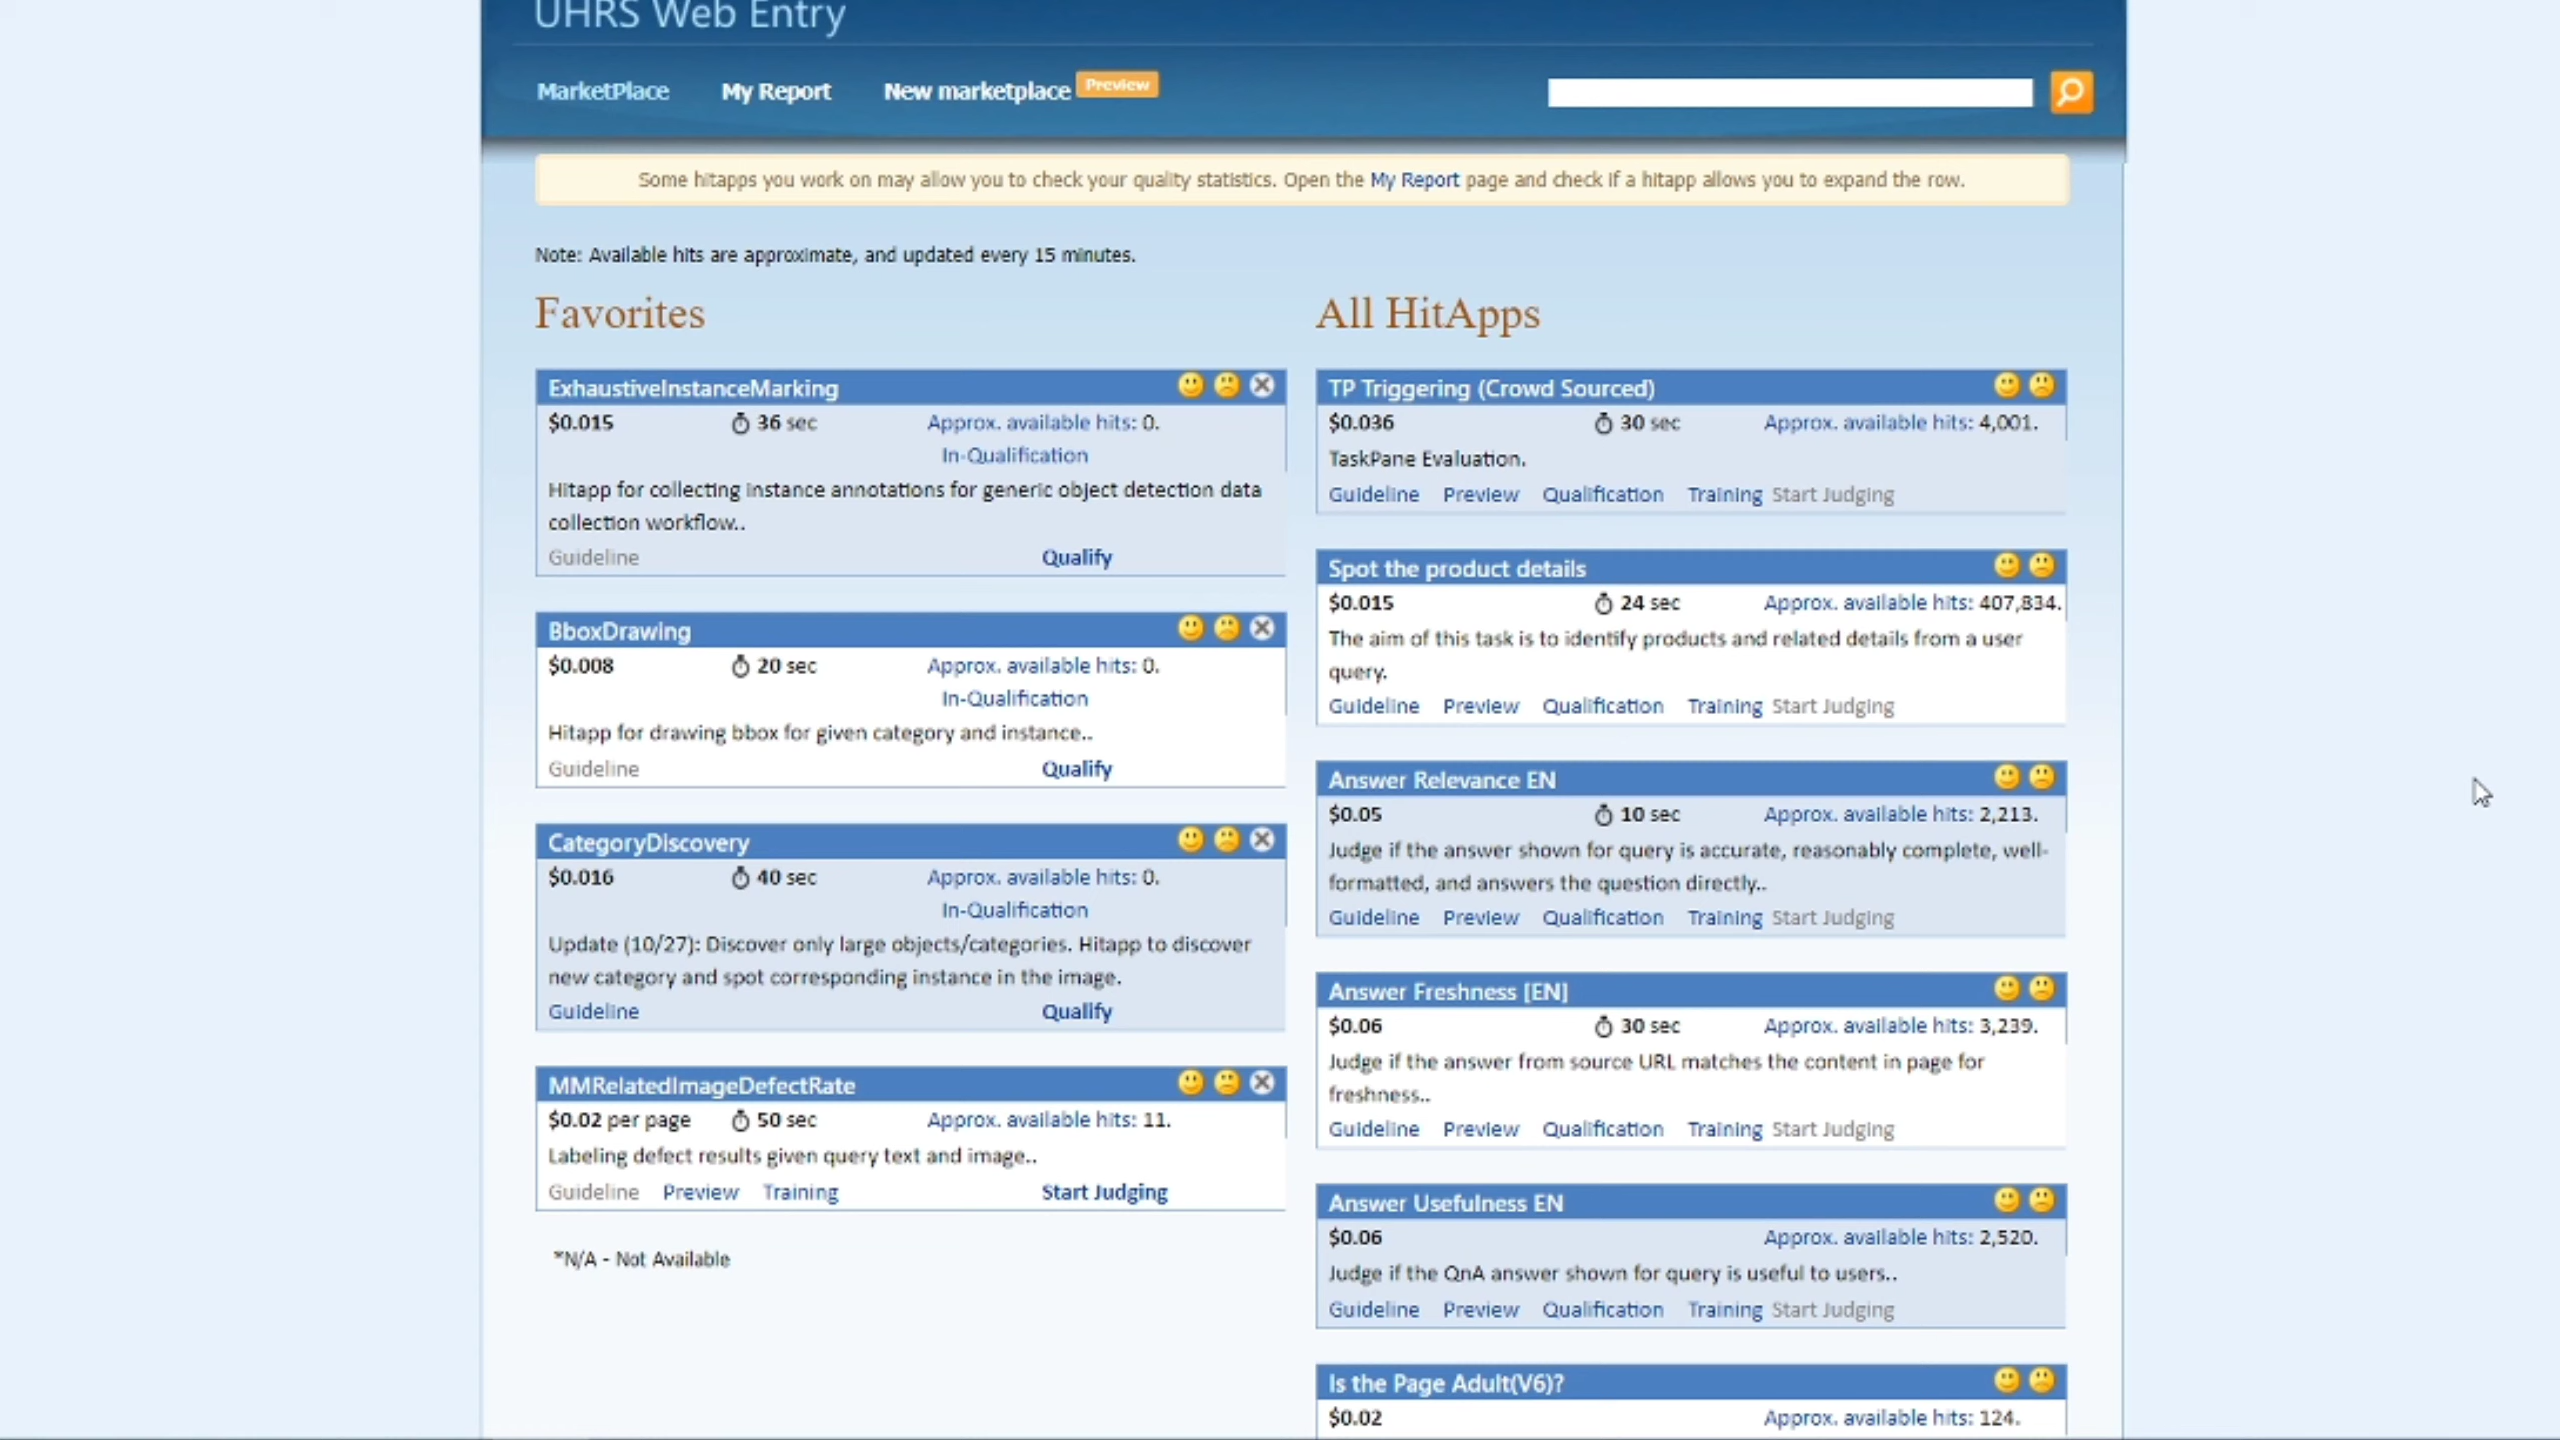 UHRS Web Entry
MarketPlace My Report New marketplace Preview
Some hitapps you work on may allow you to check your quality statistics. Open the My Report page and check if a hitapp allows you to expand the row.
Note: Available hits are approximate, and updated every 15 minutes.
Favorites
ExhaustiveInstanceMarking
$0.015 36 sec Approx. available hits: 0.
In-Qualification
Hitapp for collecting instance annotations for generic object detection data
collection workflow..
Guideline Qualify
BboxDrawing
$0.008 20 sec Approx. available hits: 0.
In-Qualification
Hitapp for drawing bbox for given category and instance..
Guideline Qualify
CategoryDiscovery
$0.016 40 sec Approx. available hits: 0.
In-Qualification
Update (10/27): Discover only large objects/categories. Hitapp to discover
new category and spot corresponding instance in the image.
Guideline Qualify
MMRelatedImageDefectRate
$0.02 per page 50 sec Approx. available hits: 11.
Labeling defect results given query text and image..
Guideline Preview Training Start Judging
*N/A - Not Available
All HitApps
TP Triggering (Crowd Sourced)
$0.036 30 sec Approx. available hits: 4,001.
TaskPane Evaluation.
Guideline Preview Qualification Training Start Judging
Spot the product details
$0.015 24 sec Approx. available hits: 407,834.
The aim of this task is to identify products and related details from a user
query.
Guideline Preview Qualification Training Start Judging
Answer Relevance EN
$0.05 10 sec Approx. available hits: 2,213.
Judge if the answer shown for query is accurate, reasonably complete, well-
formatted, and answers the question directly..
Guideline Preview Qualification Training Start Judging
Answer Freshness [EN]
$0.06 30 sec Approx. available hits: 3,239.
Judge if the answer from source URL matches the content in page for
freshness..
Guideline Preview Qualification Training Start Judging
Answer Usefulness EN
$0.06 Approx. available hits: 2,520.
Judge if the QnA answer shown for query is useful to users..
Guideline Preview Qualification Training Start Judging
Is the Page Adult(V6)?
$0.02 Approx. available hits: 124.